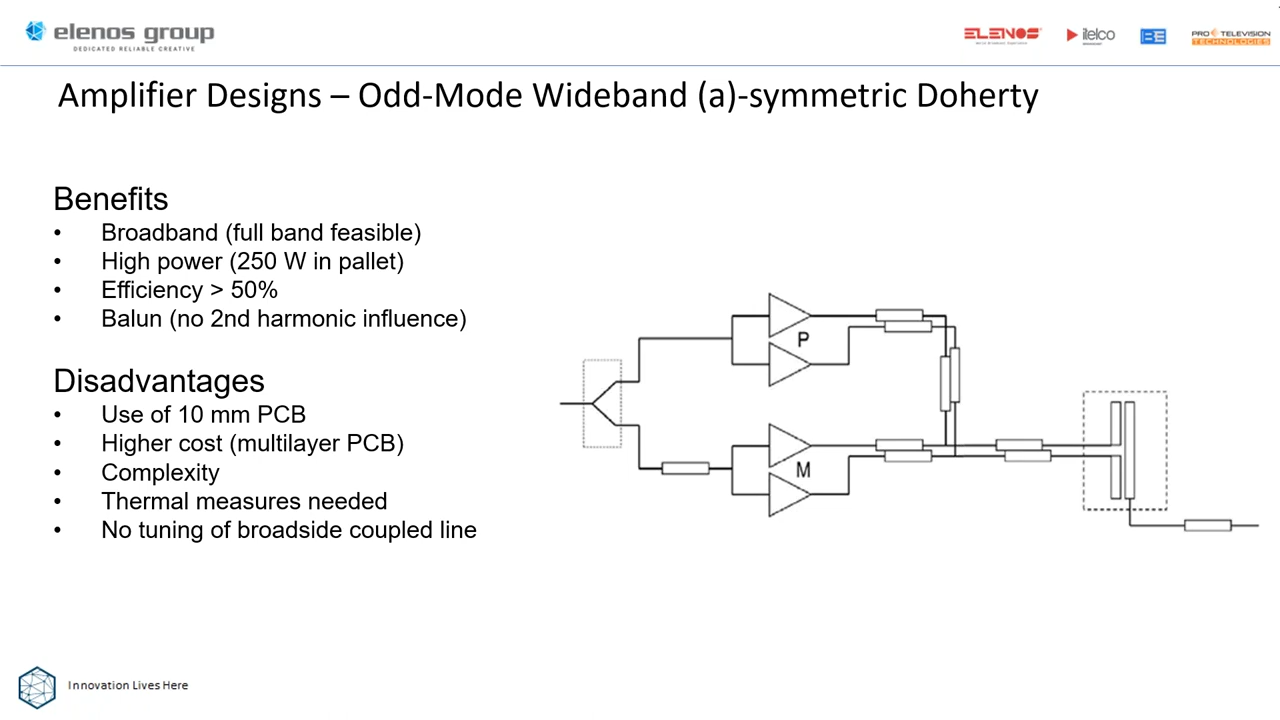 elenos group
DEDICATED RELIABLE CREATIVE
ELENOS
itelco
BE
PRO TELEVISION
TECHNOLOGIES
Amplifier Designs – Odd-Mode Wideband (a)-symmetric Doherty
Benefits
• Broadband (full band feasible)
• High power (250 W in pallet)
• Efficiency > 50%
• Balun (no 2nd harmonic influence)
Disadvantages
• Use of 10 mm PCB
• Higher cost (multilayer PCB)
• Complexity
• Thermal measures needed
• No tuning of broadside coupled line
P
M
Innovation Lives Here